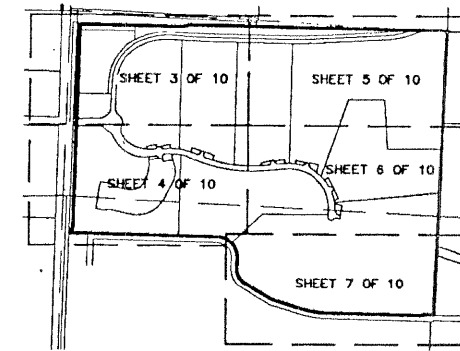 SHEET 3 OF 10
SHEET 5 OF 10
SHEET 4 OF 10
SHEET 6 OF 10
SHEET 7 OF 10